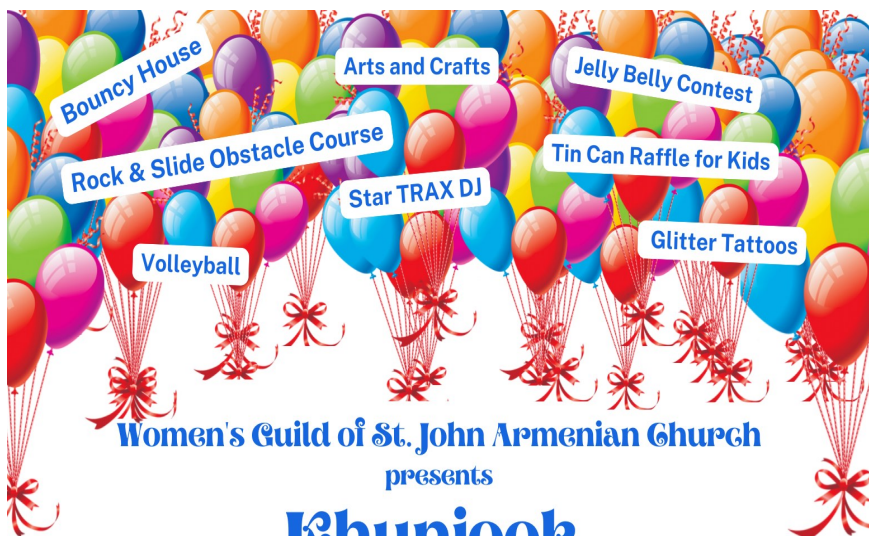 Bouncy House
Arts and Crafts
Jelly Belly Contest
Rock & Slide Obstacle Course
Tin Can Raffle for Kids
Star TRAX DJ
Volleyball
Glitter Tattoos
Women's Guild of St. John Armenian Church
presents
Khunjook